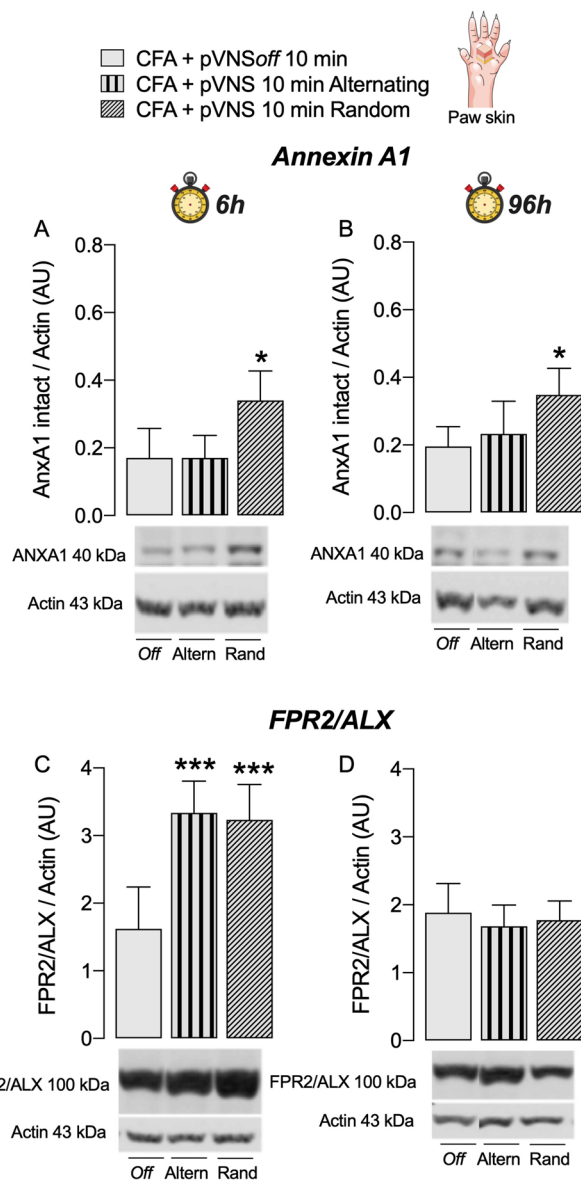 CFA + pVNSoff 10 min
CFA + pVNS 10 min Alternating
CFA + pVNS 10 min Random
Paw skin
Annexin A1
6h
96h
A
AnxA1 intact / Actin (AU)
0.8
0.6
0.4
0.2
0.0
*
ANXA1 40 kDa
Actin 43 kDa
Off Altern Rand
B
AnxA1 intact / Actin (AU)
0.8
0.6
0.4
0.2
0.0
*
ANXA1 40 kDa
Actin 43 kDa
Off Altern Rand
FPR2/ALX
C
FPR2/ALX / Actin (AU)
4
3
2
1
0
*** ***
2/ALX 100 kDa
Actin 43 kDa
Off Altern Rand
D
FPR2/ALX / Actin (AU)
4
3
2
1
0
FPR2/ALX 100 kDa
Actin 43 kDa
Off Altern Rand